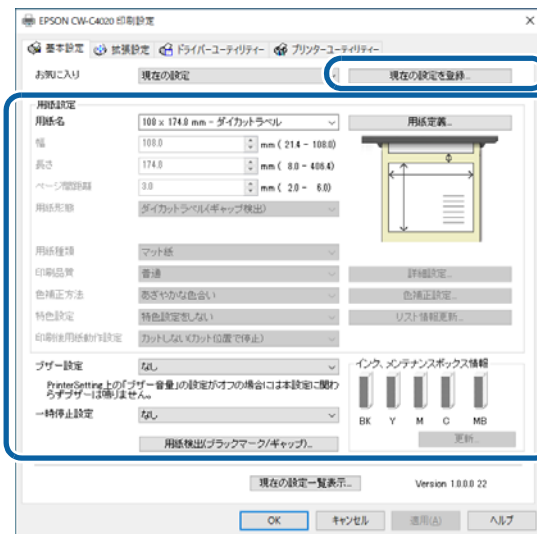 EPSON CW-C4020 印刷設定
基本設定 拡張設定 ドライバーユーティリティー プリンターユーティリティー
お気に入り 現在の設定 現在の設定を登録...
用紙設定
用紙名 108 x 174.0 mm - ダイカットラベル 用紙定義...
幅 108.0 mm ( 21.4 - 108.0)
長さ 174.0 mm ( 8.0 - 406.4)
ページ間距離 3.0 mm ( 2.0 - 6.0)
用紙形態 ダイカットラベル(ギャップ検出)
用紙種類 マット紙
印刷品質 普通 詳細設定...
色補正方法 あざやかな色合い 色補正設定...
特色設定 特色設定をしない リスト情報更新...
印刷後用紙動作設定 カットしない(カット位置で停止)
ブザー設定 なし
PrinterSetting上の「ブザー音量」の設定がオフの場合には本設定に関わ
らずブザーは鳴りません。
一時停止設定 なし
用紙検出(ブラックマーク/ギャップ)...
インク、メンテナンスボックス情報
BK Y M C MB
更新...
現在の設定一覧表示... Version 1.0.0.0 22
OK キャンセル 適用(A) ヘルプ